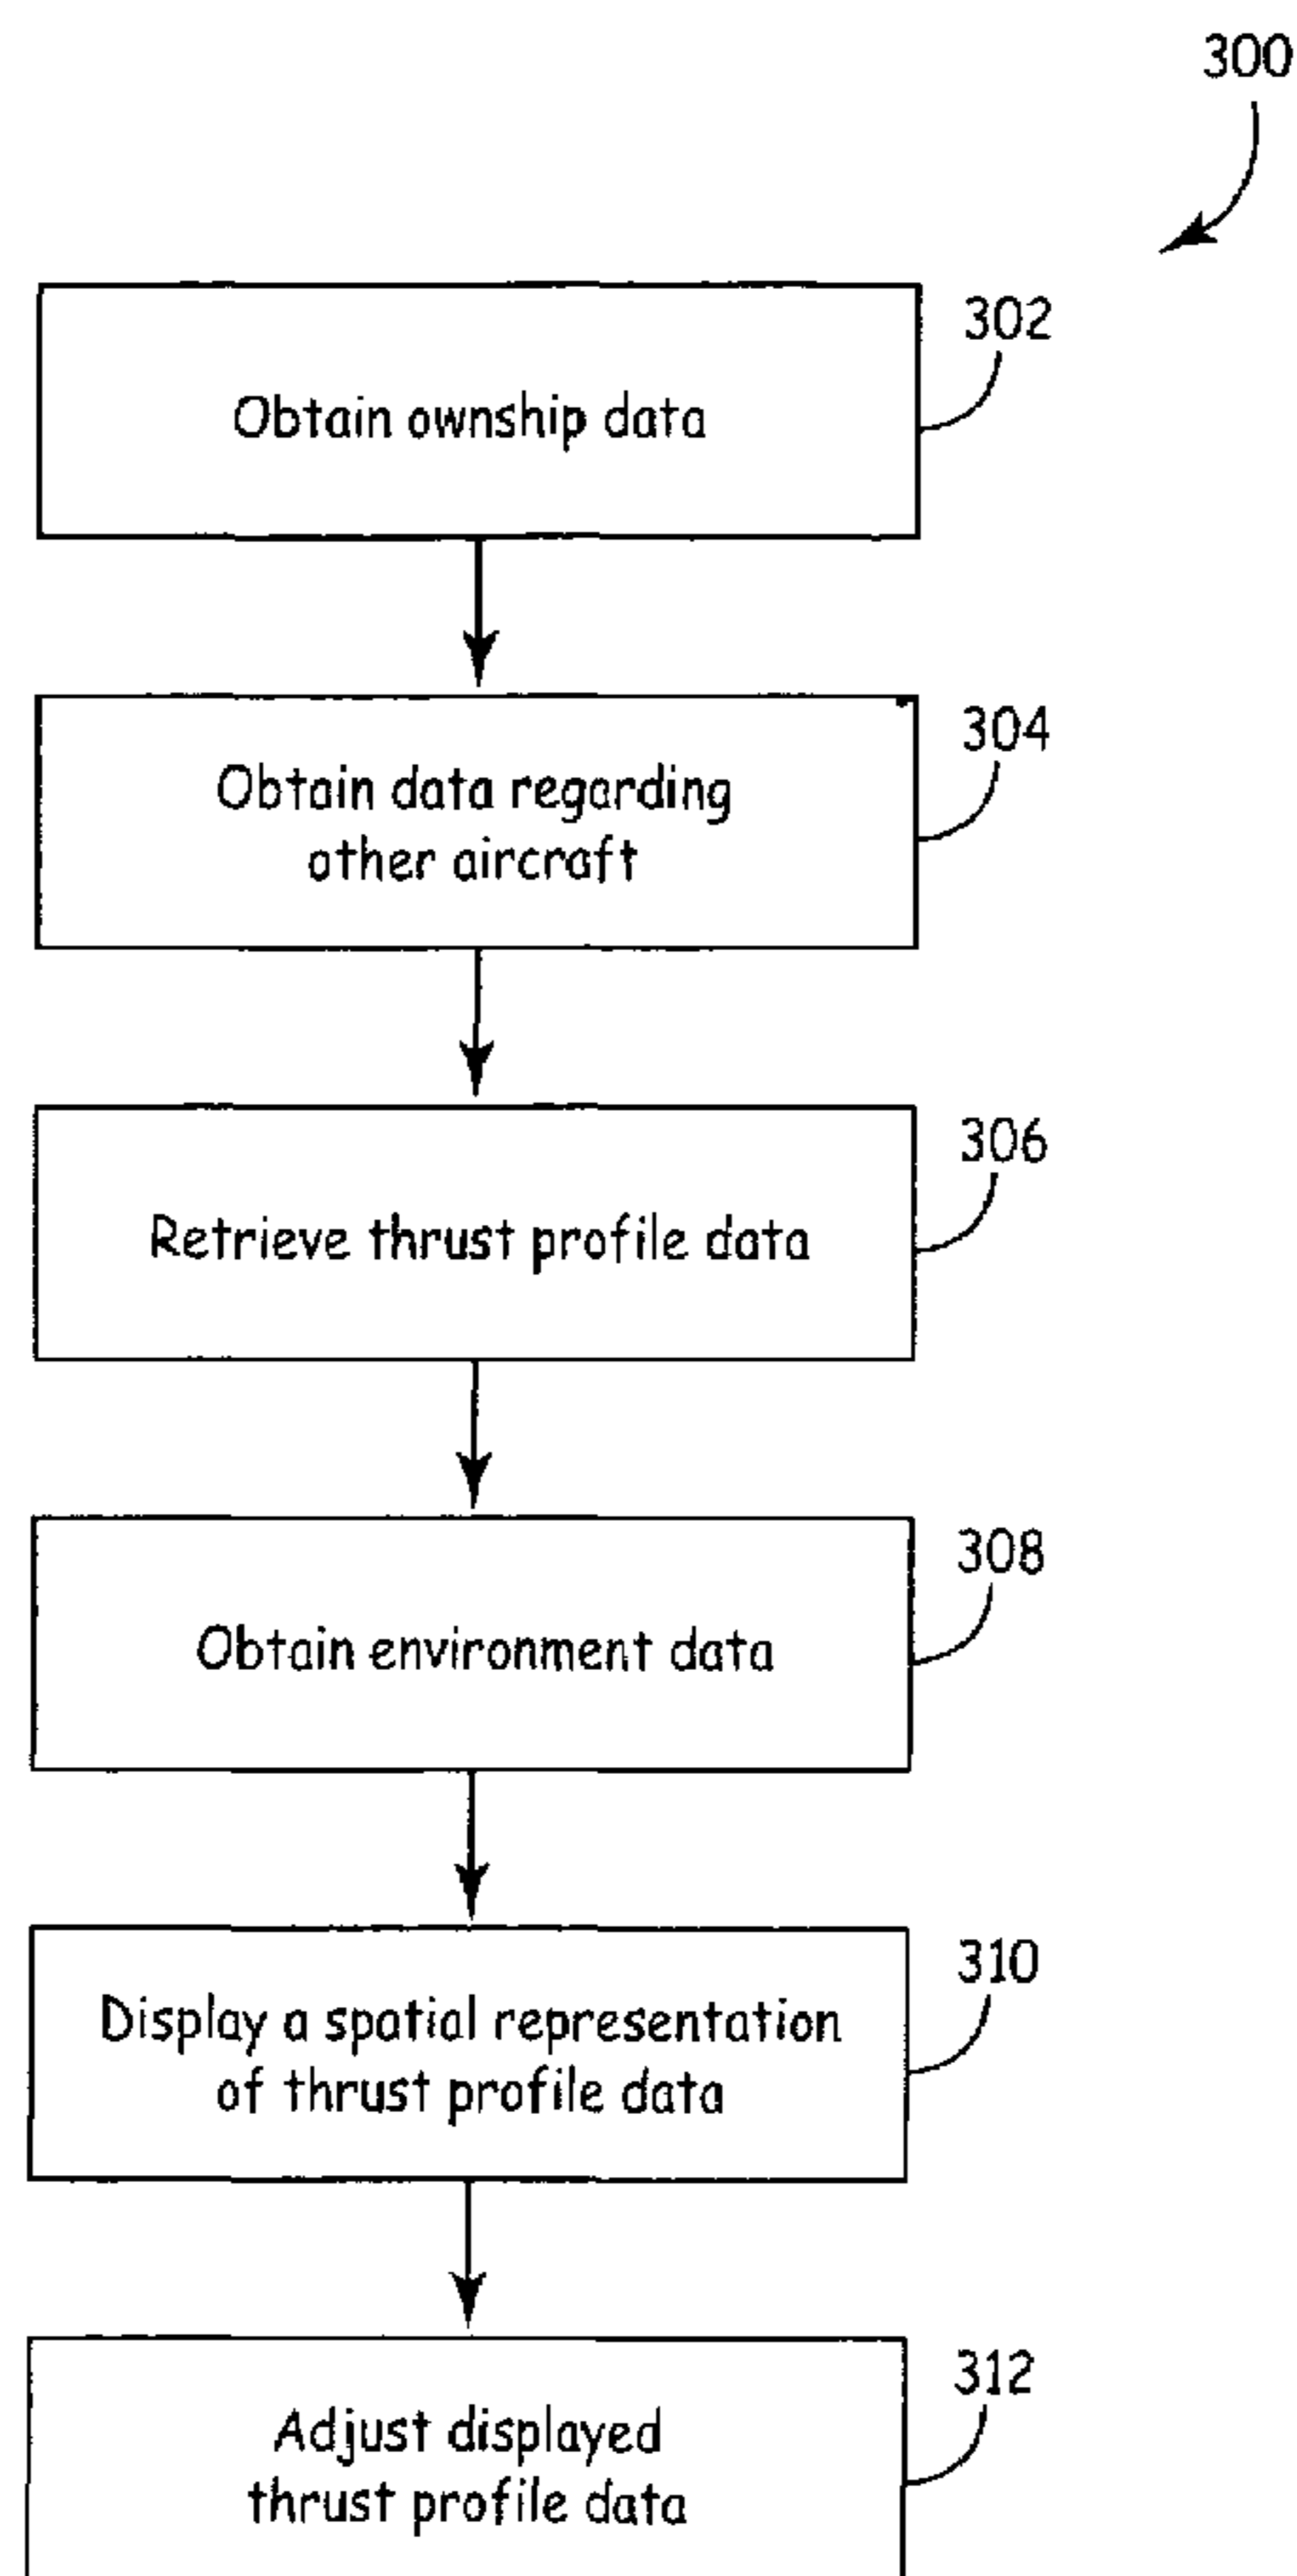 300
302
Obtain ownship data
304
Obtain data regarding
other aircraft
306
Retrieve thrust profile data
308
Obtain environment data
310
Display a spatial representation
of thrust profile data
312
Adjust displayed
thrust profile data